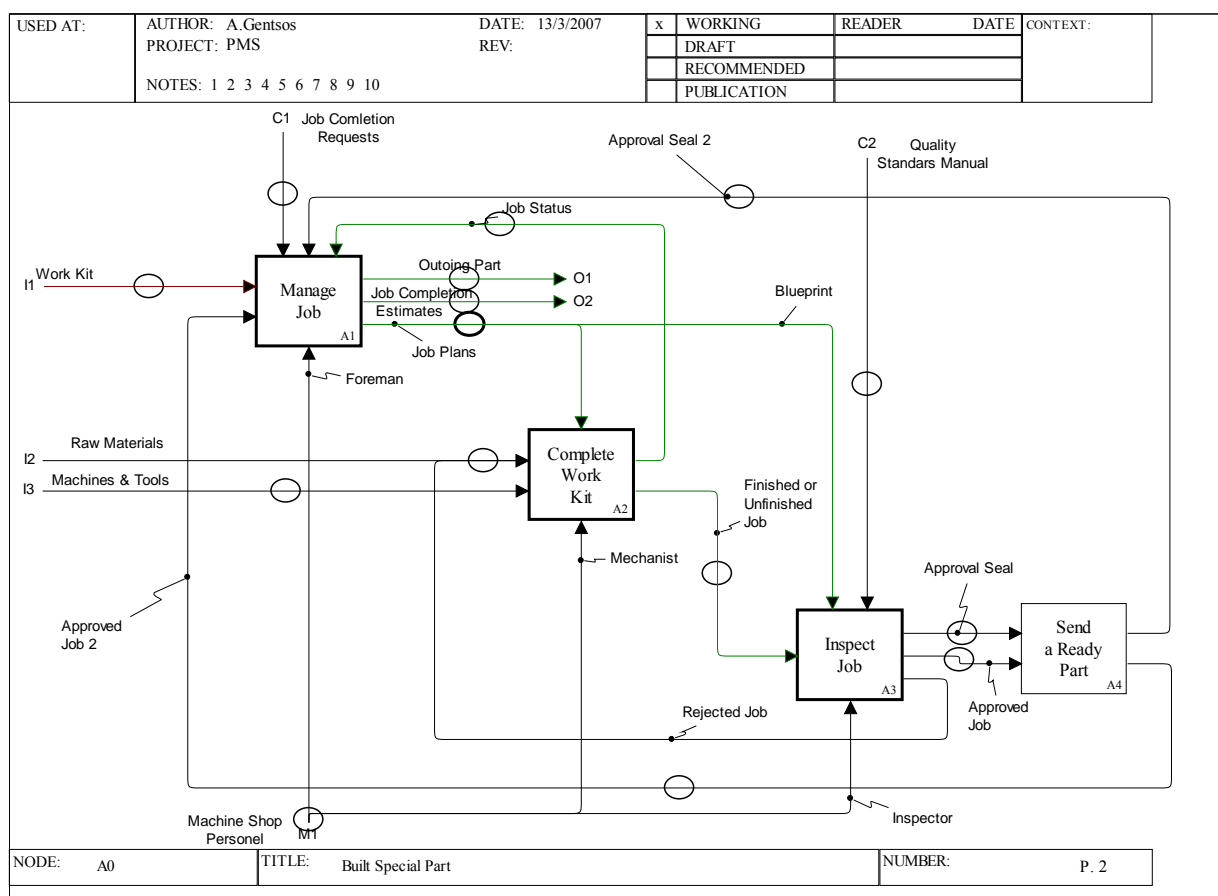 USED AT:
AUTHOR: A.Gentsos
DATE: 13/3/2007
PROJECT: PMS
REV:
NOTES: 1 2 3 4 5 6 7 8 9 10
x WORKING
DRAFT
RECOMMENDED
PUBLICATION
READER DATE
CONTEXT:
C1 Job Comletion
Requests
Approval Seal 2
C2 Quality
Standars Manual
Job Status
I1 Work Kit
Manage
Job
A1
Outoing Part
O1
Job Completion
Estimates
O2
Job Plans
Blueprint
Foreman
I2 Raw Materials
I3 Machines & Tools
Complete
Work
Kit
A2
Finished or
Unfinished
Job
Mechanist
Approved
Job 2
Approval Seal
Inspect
Job
A3
Send
a Ready
Part
A4
Approved
Job
Rejected Job
Inspector
Machine Shop
Personel
M1
NODE: A0
TITLE: Built Special Part
NUMBER: P. 2